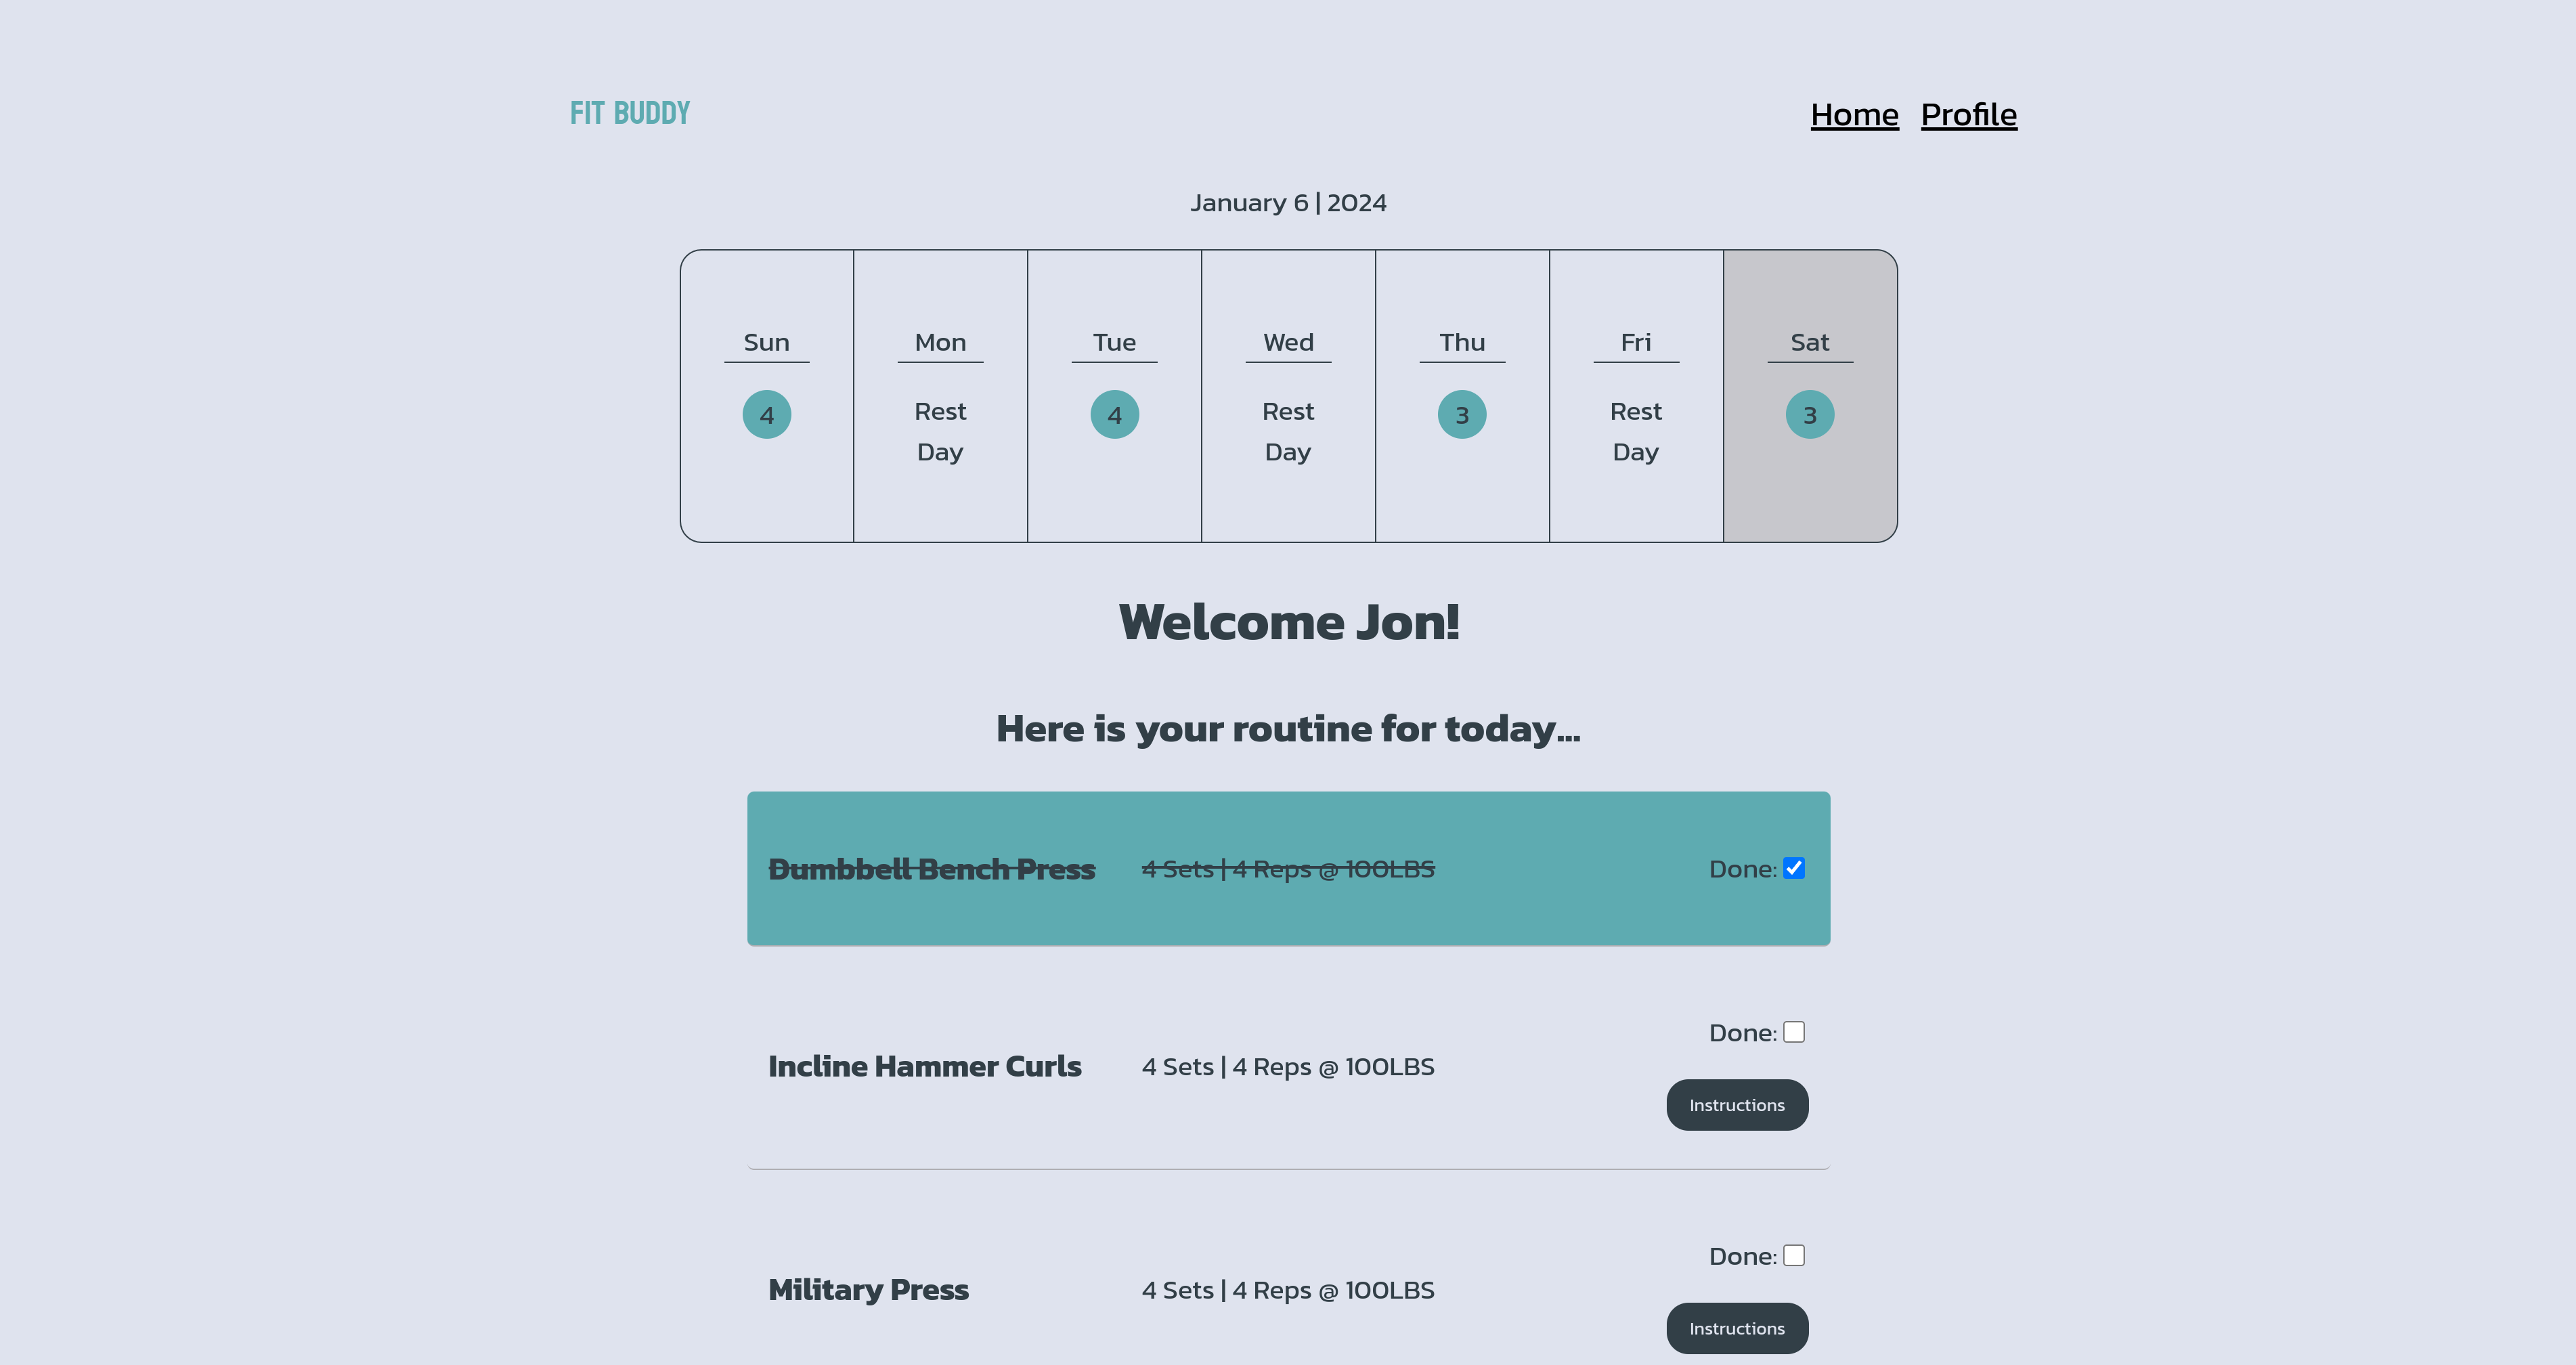 FIT BUDDY
Home Profile
January 6 | 2024
Sun Mon Tue Wed Thu Fri Sat
4 Rest Day 4 Rest Day 3 Rest Day 3
Welcome Jon!
Here is your routine for today...
Dumbbell Bench Press 4 Sets | 4 Reps @ 100LBS Done:
Done:
Incline Hammer Curls 4 Sets | 4 Reps @ 100LBS
Instructions
Done:
Military Press 4 Sets | 4 Reps @ 100LBS
Instructions